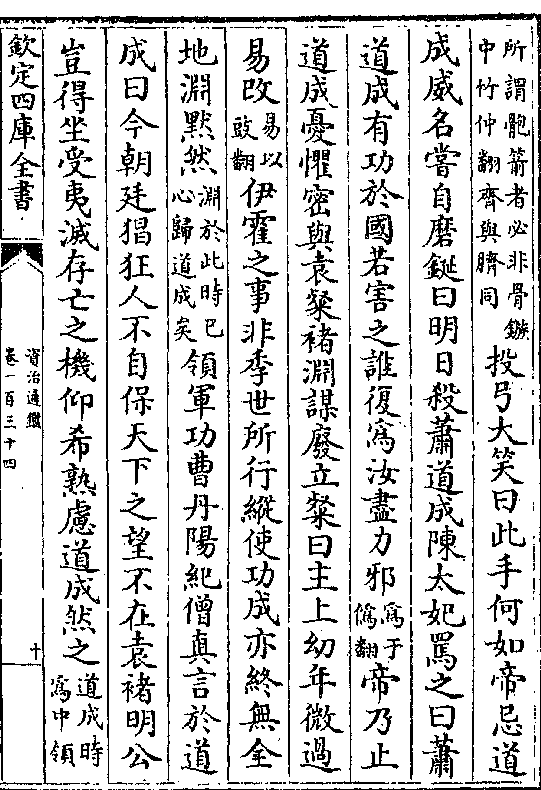 所謂骲箭者必非骨鏃
中竹仲翻齊與臍同
投弓大笑曰此手何如帝忌道
成威名嘗自磨鋋曰明日殺蕭道成陳太妃罵之曰蕭
道成有功於國若害之誰復爲汝盡力邪
爲于
僞翻
帝乃止
道成憂懼密與袁粲褚淵謀廢立粲曰主上幼年微過
易改
易以
豉翻
伊霍之事非季世所行縱使功成亦終無全
地淵默然
淵於此時已
心歸道成矣
領軍功曹丹陽紀僧眞言於道
成曰今朝廷猖狂人不自保天下之望不在袁褚明公
豈得坐受夷滅存亡之機仰希熟慮道成然之
道成時
爲中領
欽定四庫全書
資治通鑑
卷一百三十四
十